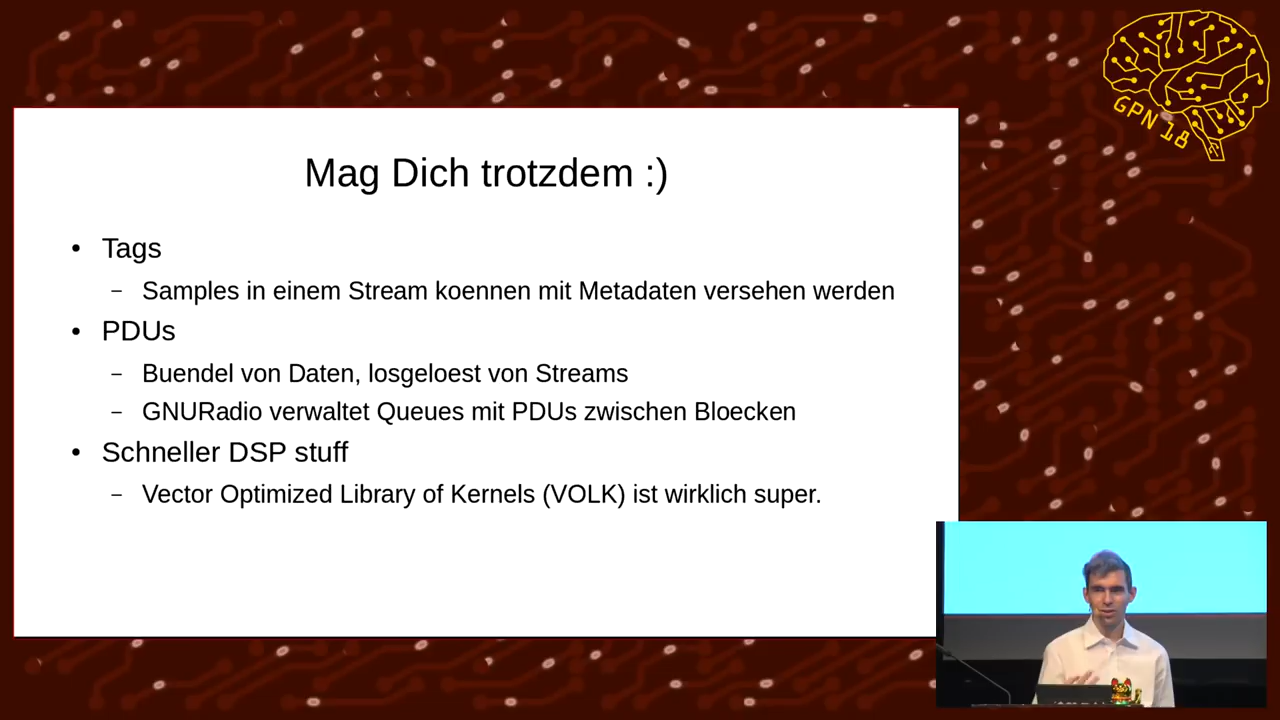 GPN 18
Mag Dich trotzdem :)
• Tags
– Samples in einem Stream koennen mit Metadaten versehen werden
• PDUs
– Buendel von Daten, losgeloest von Streams
– GNURadio verwaltet Queues mit PDUs zwischen Bloecken
• Schneller DSP stuff
– Vector Optimized Library of Kernels (VOLK) ist wirklich super.